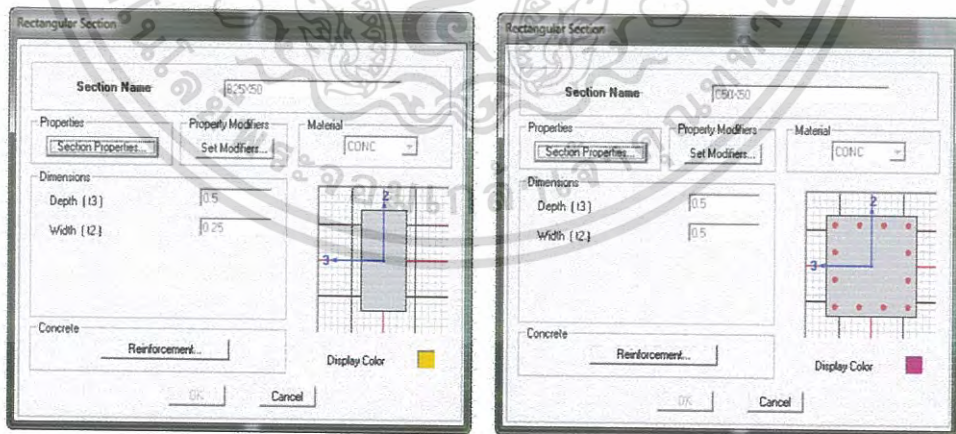 Rectangular Section
Section Name B25X50
Properties Property Modifiers Material
Section Properties... Set Modifiers... CONC
Dimensions
Depth (t3) 0.5
Width (t2) 0.25
2
3
Concrete
Reinforcement...
Display Color
OK Cancel
Rectangular Section
Section Name C50X50
Properties Property Modifiers Material
Section Properties... Set Modifiers... CONC
Dimensions
Depth (t3) 0.5
Width (t2) 0.5
2
3
Concrete
Reinforcement...
Display Color
OK Cancel